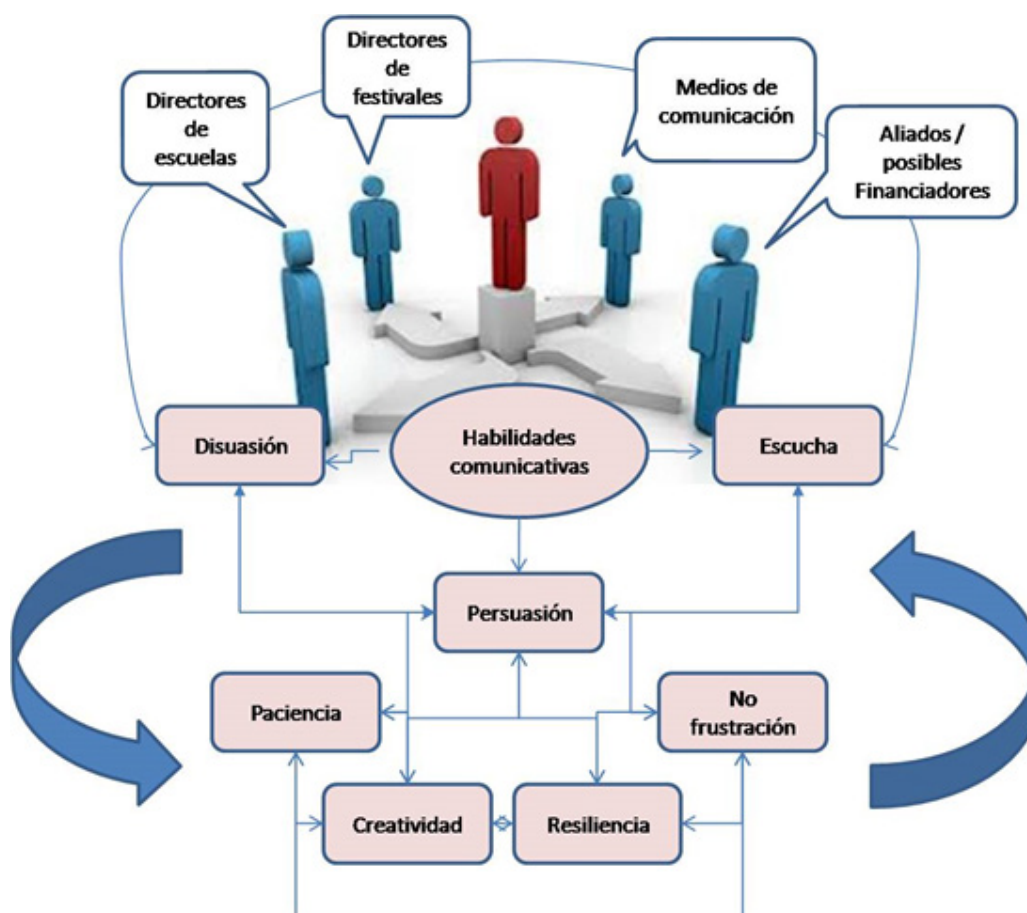 Directores
de
escuelas
Directores
de
festivales
Medios de
comunicación
Aliados /
posibles
Financiadores
Disuasión
Habilidades
comunicativas
Escucha
Persuasión
Paciencia
No
frustración
Creatividad
Resiliencia